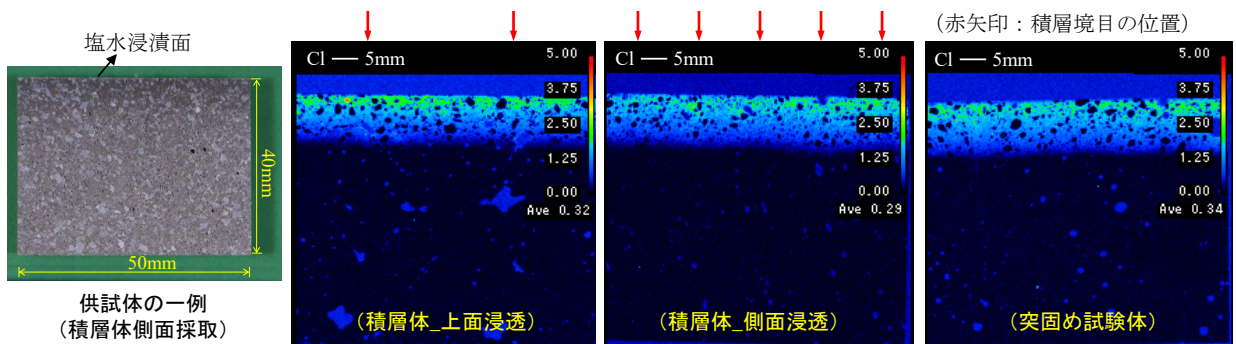 塩水浸漬面
40mm
50mm
供試体の一例
(積層体側面採取)
Cl 5mm
5.00
3.75
2.50
1.25
0.00
Ave 0.32
(積層体_上面浸透)
Cl 5mm
5.00
3.75
2.50
1.25
0.00
Ave 0.29
(積層体_側面浸透)
(赤矢印:積層境目の位置)
Cl 5mm
5.00
3.75
2.50
1.25
0.00
Ave 0.34
(突固め試験体)